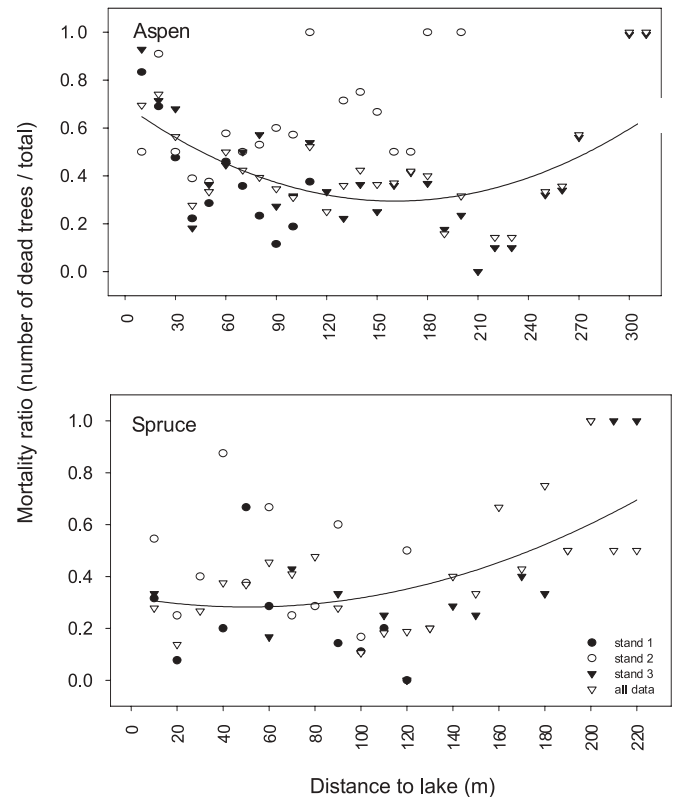 Mortality ratio (number of dead trees / total)
Aspen
1.0
0.8
0.6
0.4
0.2
0.0
0 30 60 90 120 150 180 210 240 270 300
Spruce
1.0
0.8
0.6
0.4
0.2
0.0
stand 1
stand 2
stand 3
all data
0 20 40 60 80 100 120 140 160 180 200 220
Distance to lake (m)